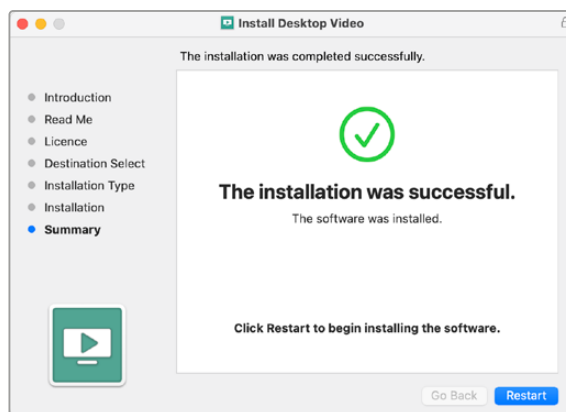 Install Desktop Video
The installation was completed successfully.
Introduction
Read Me
Licence
Destination Select
Installation Type
Installation
Summary
The installation was successful.
The software was installed.
Click Restart to begin installing the software.
Go Back
Restart